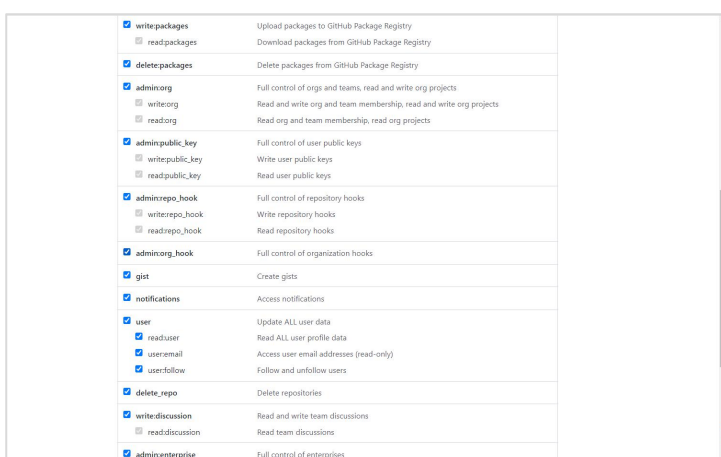 write:packages Upload packages to GitHub Package Registry
read:packages Download packages from GitHub Package Registry
delete:packages Delete packages from GitHub Package Registry
admin:org Full control of orgs and teams, read and write org projects
write:org Read and write org and team membership, read and write org projects
read:org Read org and team membership, read org projects
admin:public_key Full control of user public keys
write:public_key Write user public keys
read:public_key Read user public keys
admin:repo_hook Full control of repository hooks
write:repo_hook Write repository hooks
read:repo_hook Read repository hooks
admin:org_hook Full control of organization hooks
gist Create gists
notifications Access notifications
user Update ALL user data
read:user Read ALL user profile data
user:email Access user email addresses (read-only)
user:follow Follow and unfollow users
delete_repo Delete repositories
write:discussion Read and write team discussions
read:discussion Read team discussions
admin:enterprise Full control of enterprises